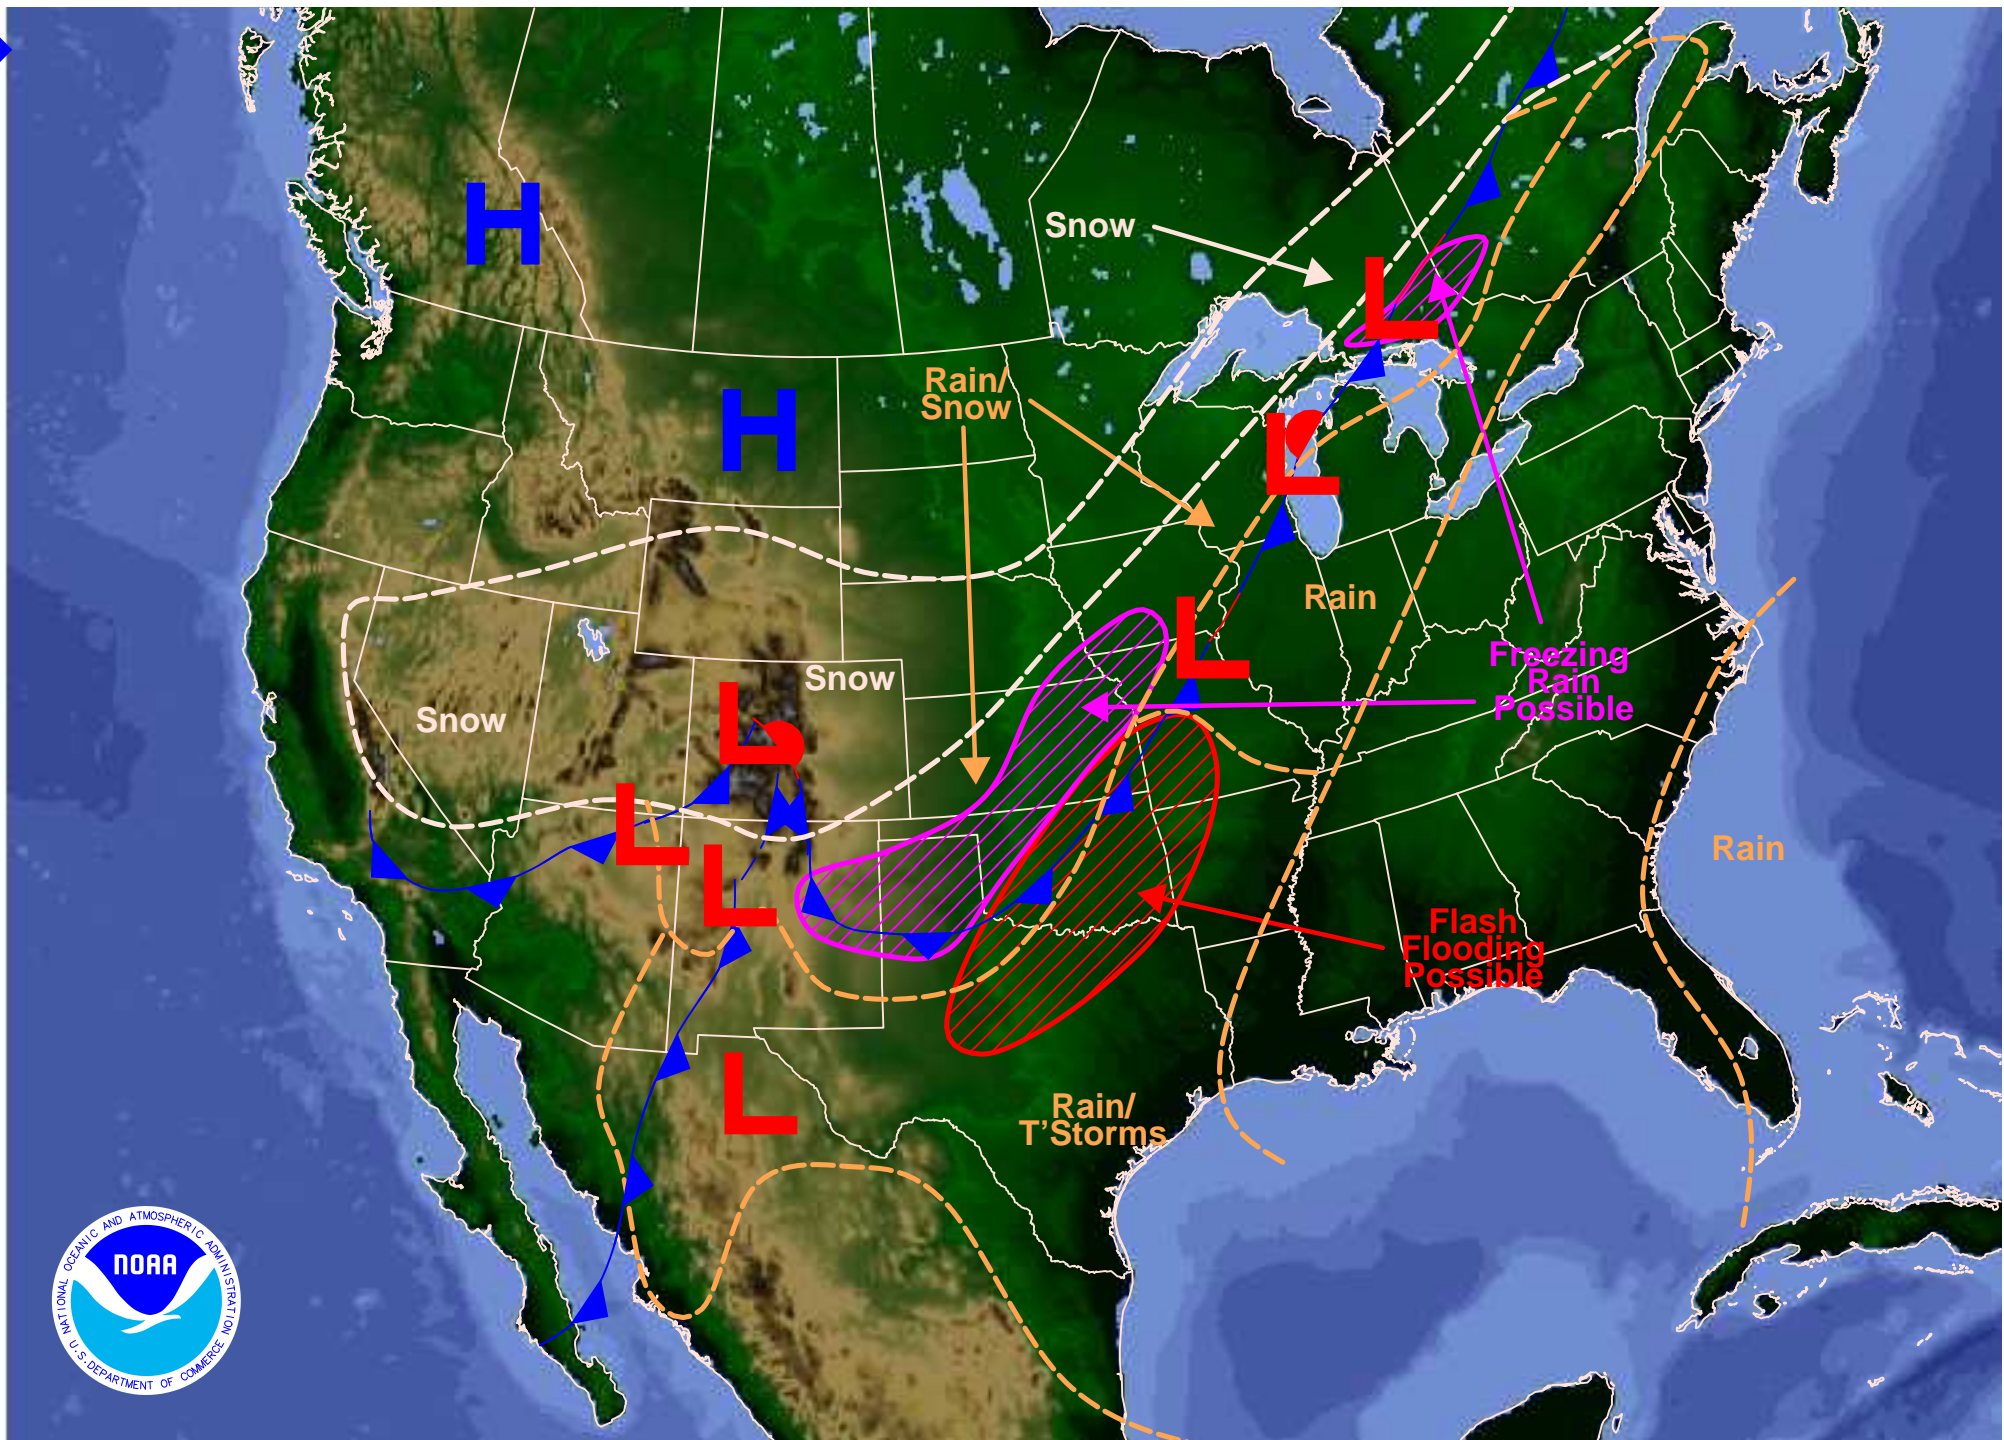 H
Snow
L
Rain/
Snow
H
L
Rain
L
Freezing
Rain
Possible
Snow
L
Snow
L
L
Rain
Flash
Flooding
Possible
L
Rain/
T'Storms
NOAA
NATIONAL OCEANIC AND ATMOSPHERIC ADMINISTRATION
U.S. DEPARTMENT OF COMMERCE